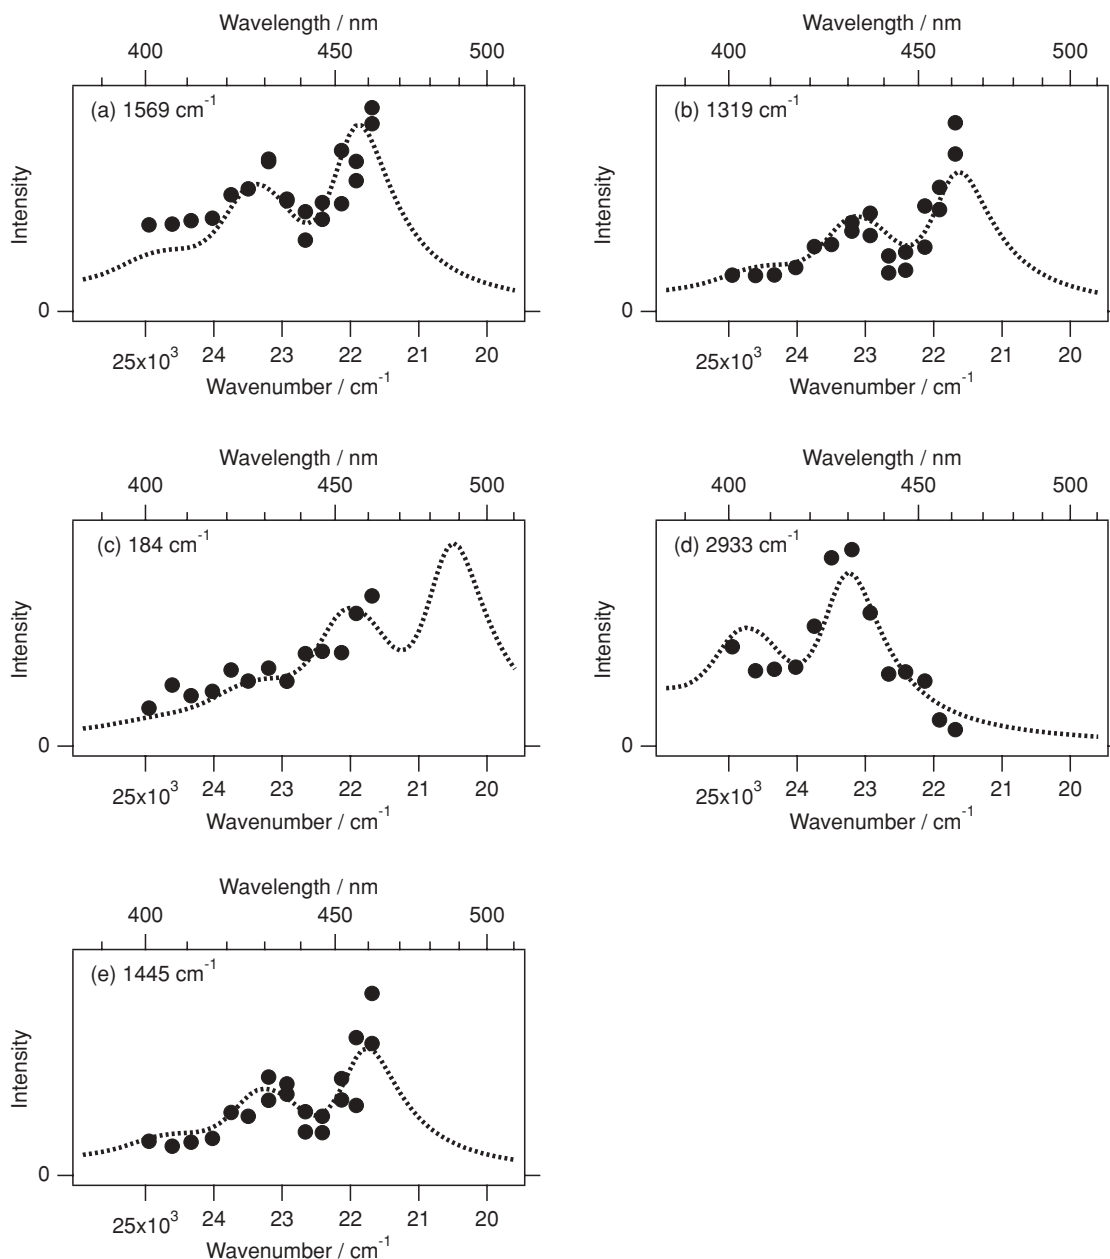 Wavelength / nm
400 450 500
(a) 1569 cm⁻¹
Intensity
0
25x10³ 24 23 22 21 20
Wavenumber / cm⁻¹
Wavelength / nm
400 450 500
(b) 1319 cm⁻¹
Intensity
0
25x10³ 24 23 22 21 20
Wavenumber / cm⁻¹
Wavelength / nm
400 450 500
(c) 184 cm⁻¹
Intensity
0
25x10³ 24 23 22 21 20
Wavenumber / cm⁻¹
Wavelength / nm
400 450 500
(d) 2933 cm⁻¹
Intensity
0
25x10³ 24 23 22 21 20
Wavenumber / cm⁻¹
Wavelength / nm
400 450 500
(e) 1445 cm⁻¹
Intensity
0
25x10³ 24 23 22 21 20
Wavenumber / cm⁻¹